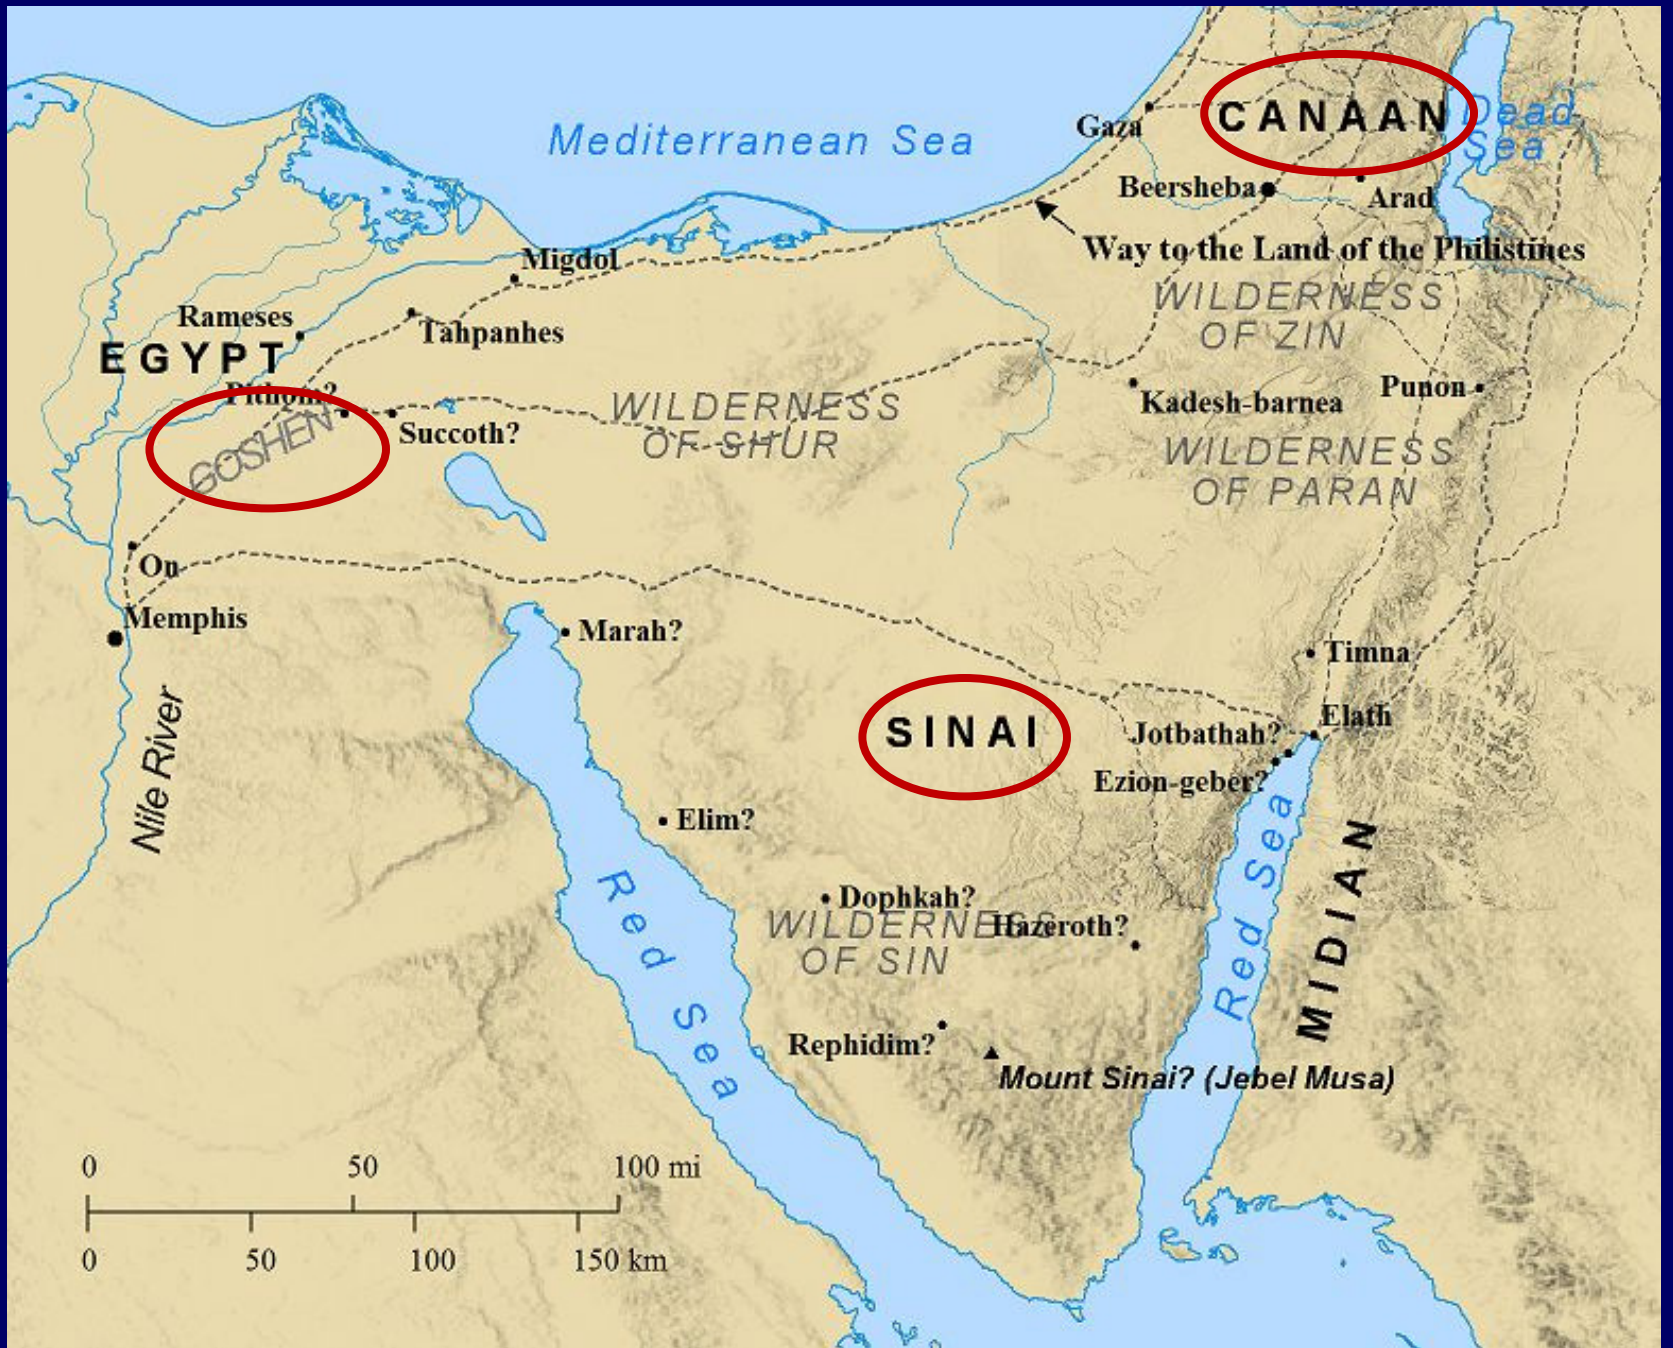 CANAAN
Dead
Sea
Gaza
Mediterranean Sea
Beersheba
Arad
Way to the Land of the Philistines
Migdol
WILDERNESS
OF ZIN
Rameses
Tahpanhes
EGYPT
Pithom?
Kadesh-barnea
Punon
WILDERNESS
OF SHUR
GOSHEN
Succoth?
WILDERNESS
OF PARAN
On
Memphis
Marah?
Timna
Nile River
SINAI
Elath
Jotbathah?
Ezion-geber?
Elim?
Red Sea
Red Sea
MIDIAN
Dophkah?
WILDERNESS
OF SIN
Hazeroth?
Rephidim?
Mount Sinai? (Jebel Musa)
0 50 100 mi
0 50 100 150 km